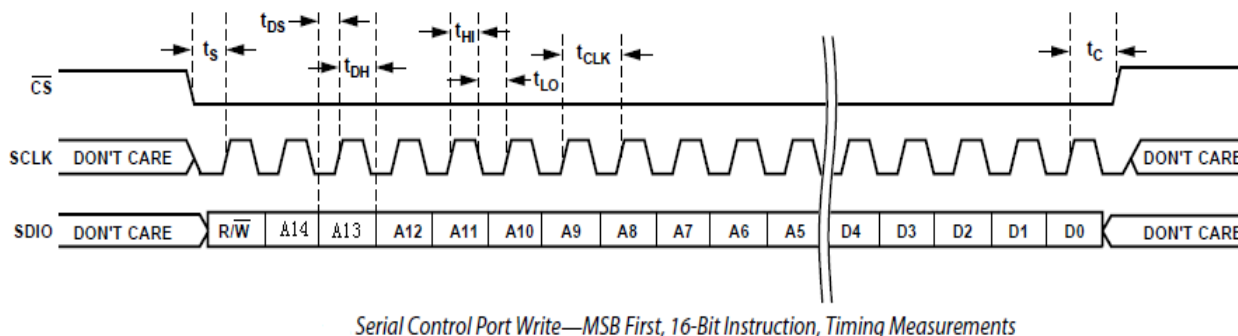 tDS tHI tCLK tC
tS tDH tLO
CS
SCLK DON'T CARE DON'T CARE
SDIO DON'T CARE R/W A14 A13 A12 A11 A10 A9 A8 A7 A6 A5 D4 D3 D2 D1 D0 DON'T CARE
Serial Control Port Write—MSB First, 16-Bit Instruction, Timing Measurements